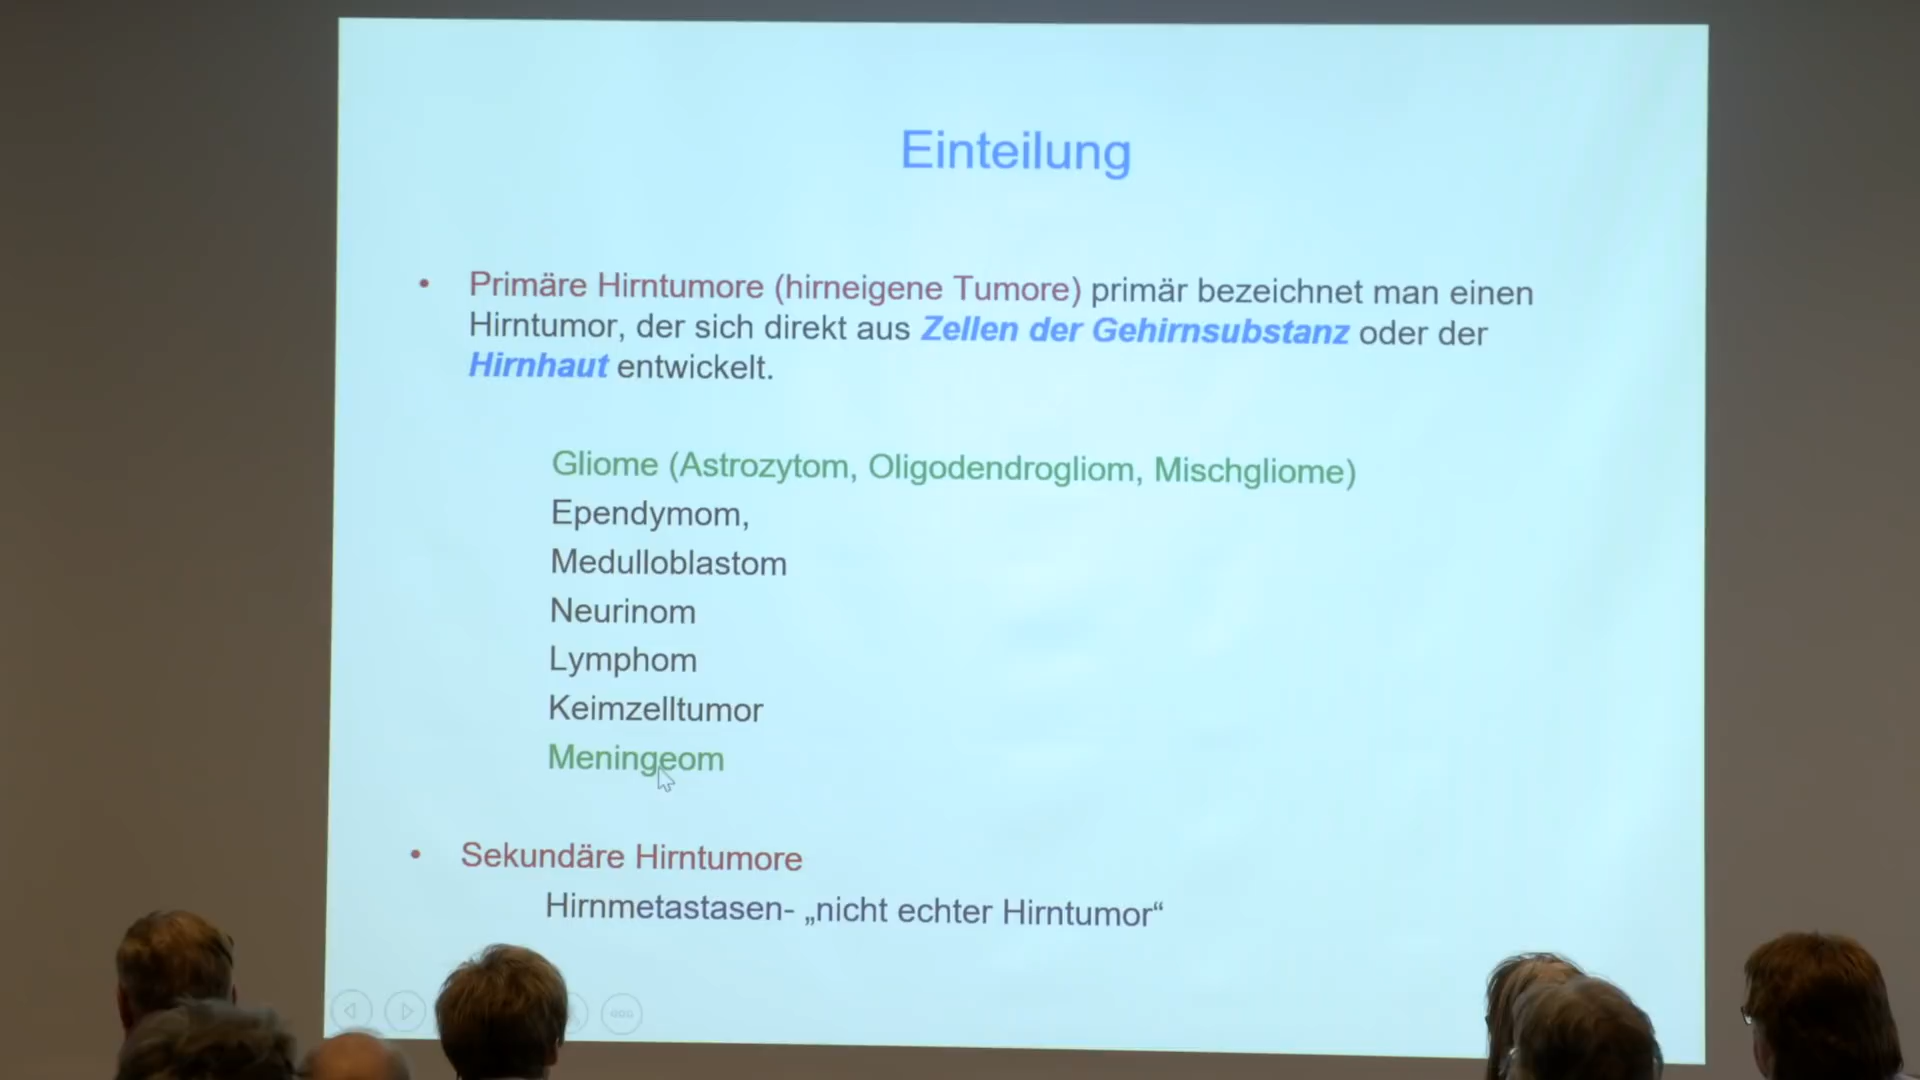 Einteilung
• Primäre Hirntumore (hirneigene Tumore) primär bezeichnet man einen
Hirntumor, der sich direkt aus Zellen der Gehirnsubstanz oder der
Hirnhaut entwickelt.
Gliome (Astrozytom, Oligodendrogliom, Mischgliome)
Ependymom,
Medulloblastom
Neurinom
Lymphom
Keimzelltumor
Meningeom
• Sekundäre Hirntumore
Hirnmetastasen- „nicht echter Hirntumor“